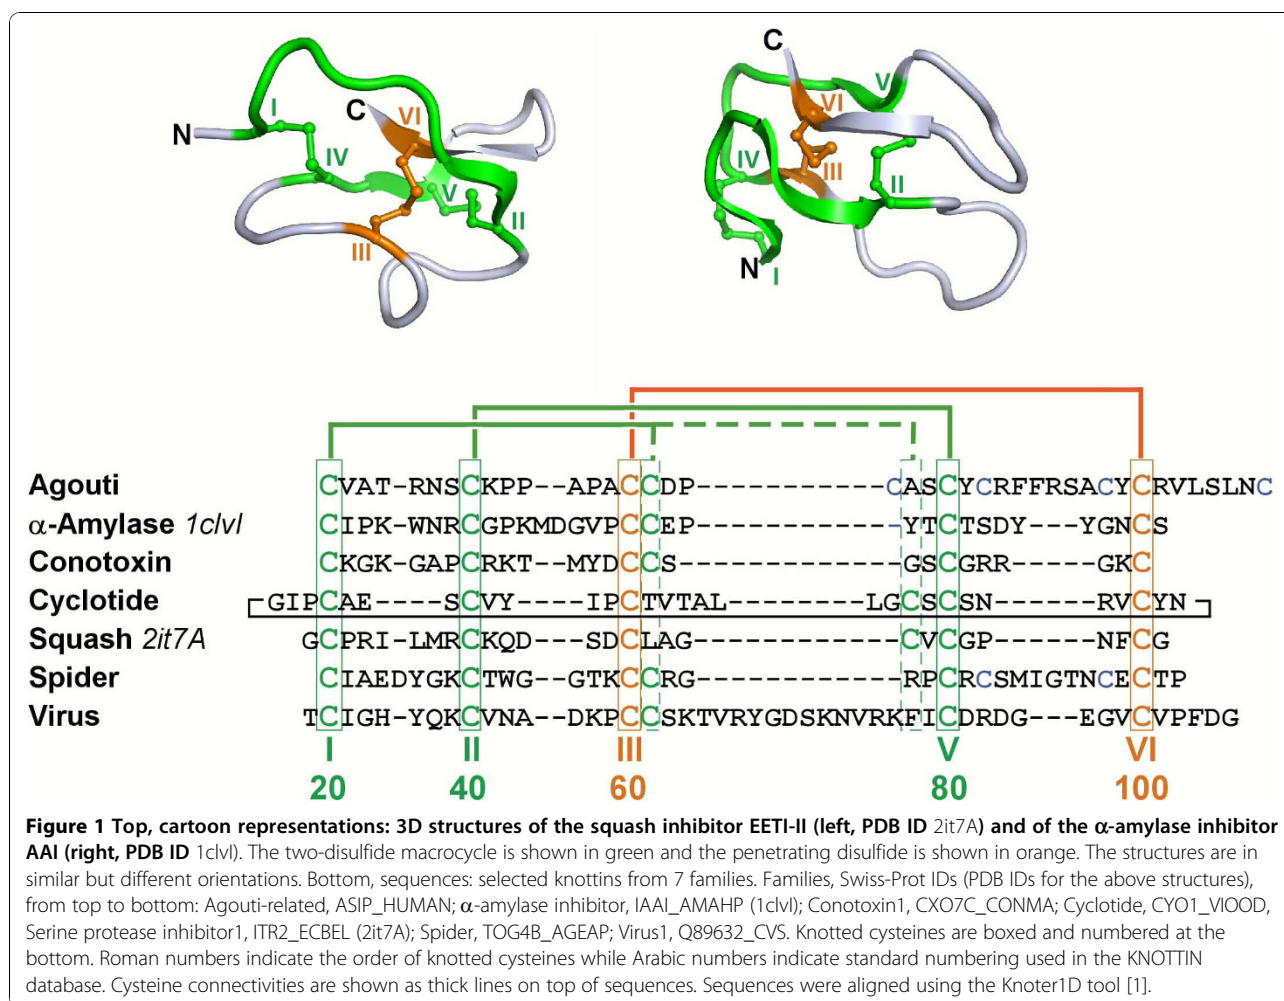 N
I
IV
C
VI
V
II
III
C
V
VI
IV
III
II
N
I
Agouti CVAT-RNSCKPP--APACCDP-----------CASCYCRFFRSACYCRVLSLNC
α-Amylase 1clvI CIPK-WNRCGPKMDGVPCCEP-----------YTCTSDY---YGNCS
Conotoxin CKGK-GAPCRKT--MYDCCS------------GSCGRR----GKC
Cyclotide GIPCAE----SCVY----IPCTVTAL--------LGCSCSN------RVCYN
Squash 2it7A GCPRI-LMRCKQD---SDCLAG-----------CVCGP------NFCG
Spider CIAEDYGKCTWG--GTKCCRG-----------RPCRCSMIGTNCECTP
Virus TCIGH-YQKCVNA--DKPCCSKTVRYGDSKNVRKFICDRDG---EGVCVPFDG
I II III V VI
20 40 60 80 100
Figure 1 Top, cartoon representations: 3D structures of the squash inhibitor EETI-II (left, PDB ID 2it7A) and of the α-amylase inhibitor
AAI (right, PDB ID 1clvI). The two-disulfide macrocycle is shown in green and the penetrating disulfide is shown in orange. The structures are in
similar but different orientations. Bottom, sequences: selected knottins from 7 families. Families, Swiss-Prot IDs (PDB IDs for the above structures),
from top to bottom: Agouti-related, ASIP_HUMAN; α-amylase inhibitor, IAAI_AMAHP (1clvI); Conotoxin1, CXO7C_CONMA; Cyclotide, CYO1_VIOOD,
Serine protease inhibitor1, ITR2_ECBEL (2it7A); Spider, TOG4B_AGEAP; Virus1, Q89632_CVS. Knotted cysteines are boxed and numbered at the
bottom. Roman numbers indicate the order of knotted cysteines while Arabic numbers indicate standard numbering used in the KNOTTIN
database. Cysteine connectivities are shown as thick lines on top of sequences. Sequences were aligned using the Knoter1D tool [1].